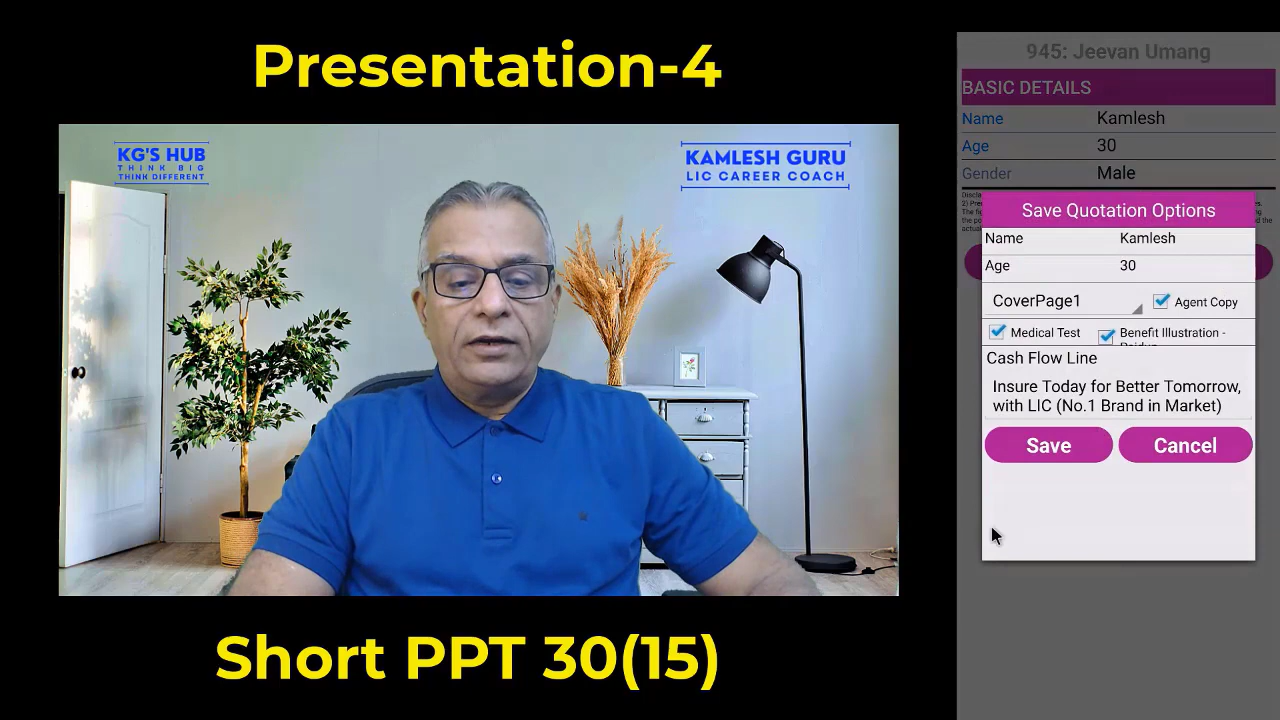 Presentation-4
KG'S HUB
THINK BIG
THINK DIFFERENT
KAMLESH GURU
LIC CAREER COACH
Short PPT 30(15)
945: Jeevan Umang
BASIC DETAILS
Name Kamlesh
Age 30
Gender Male
Save Quotation Options
Name Kamlesh
Age 30
CoverPage1
Agent Copy
Medical Test
Benefit Illustration -
Cash Flow Line
Insure Today for Better Tomorrow,
with LIC (No.1 Brand in Market)
Save Cancel